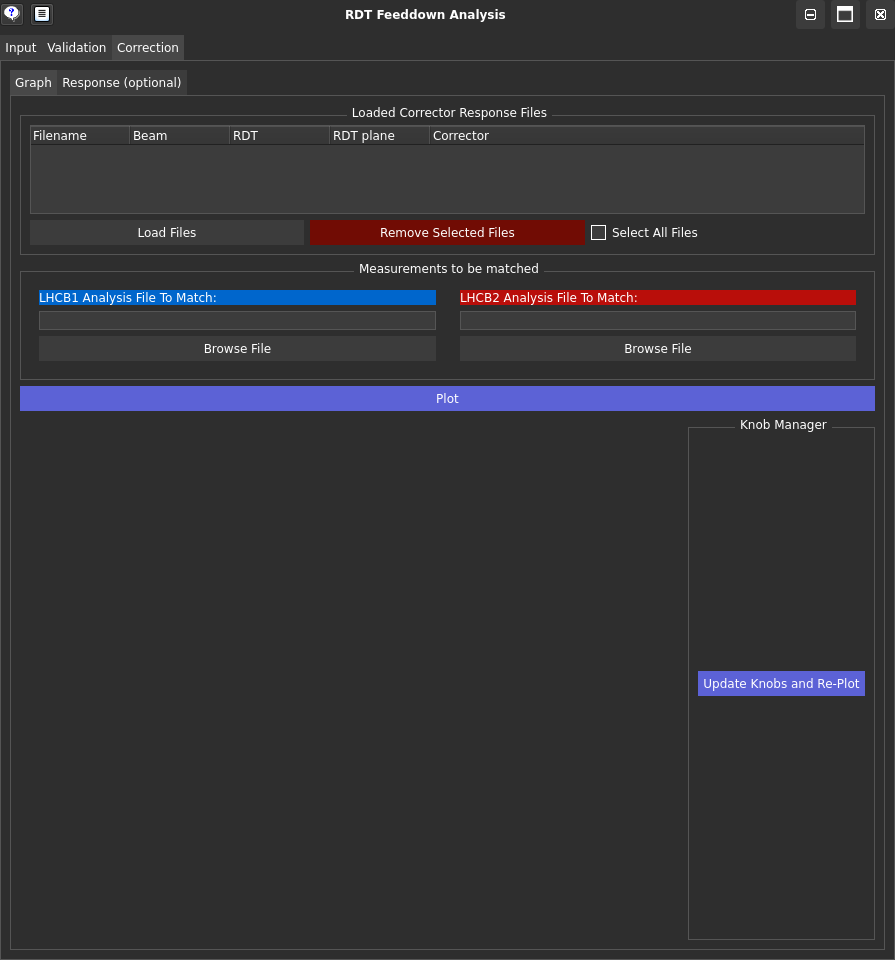 RDT Feeddown Analysis
Input Validation Correction
Graph Response (optional)
Loaded Corrector Response Files
Filename Beam RDT RDT plane Corrector
Load Files Remove Selected Files Select All Files
Measurements to be matched
LHCB1 Analysis File To Match: LHCB2 Analysis File To Match:
Browse File Browse File
Plot
Knob Manager
Update Knobs and Re-Plot